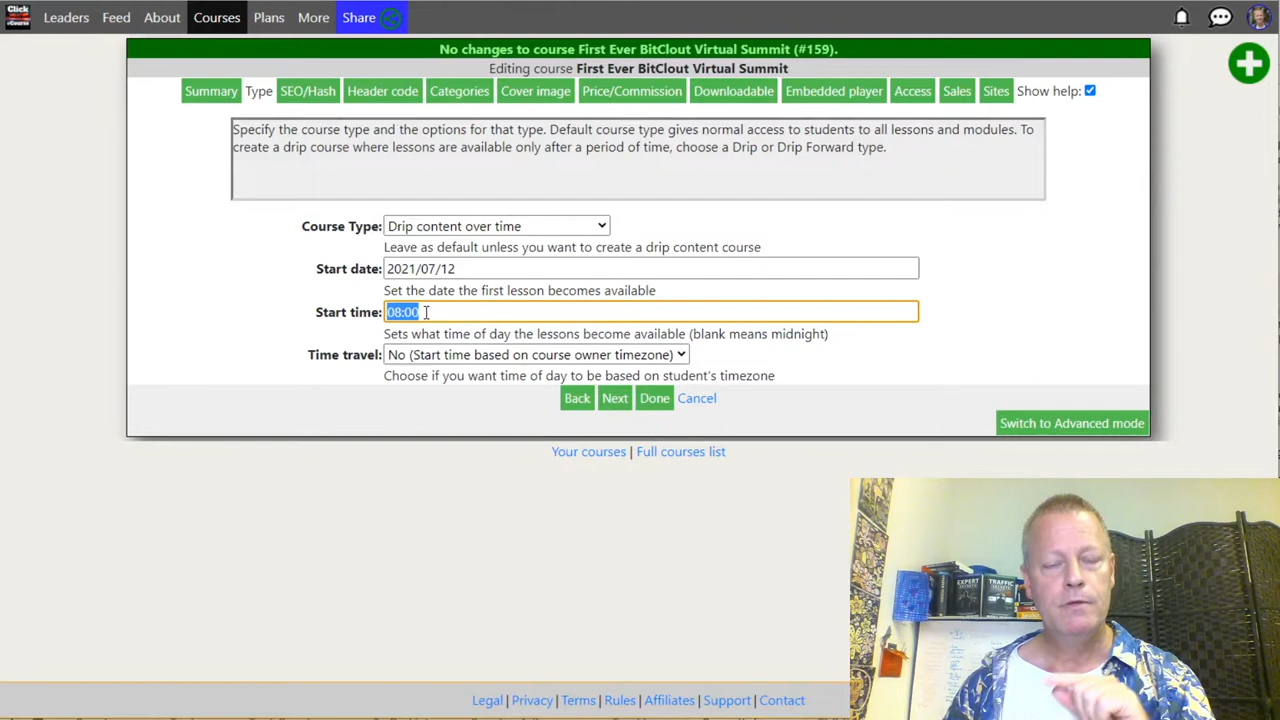 Click
eCourse
Leaders Feed About Courses Plans More Share
No changes to course First Ever BitClout Virtual Summit (#159).
Editing course First Ever BitClout Virtual Summit
Summary Type SEO/Hash Header code Categories Cover image Price/Commission Downloadable Embedded player Access Sales Sites Show help:
Specify the course type and the options for that type. Default course type gives normal access to students to all lessons and modules. To
create a drip course where lessons are available only after a period of time, choose a Drip or Drip Forward type.
Course Type: Drip content over time
Leave as default unless you want to create a drip content course
Start date: 2021/07/12
Set the date the first lesson becomes available
Start time: 08:00
Sets what time of day the lessons become available (blank means midnight)
Time travel: No (Start time based on course owner timezone)
Choose if you want time of day to be based on student's timezone
Back Next Done Cancel
Switch to Advanced mode
Your courses | Full courses list
EXPERT
SECRETS
TRAFFIC
SECRETS
Legal | Privacy | Terms | Rules | Affiliates | Support | Contact